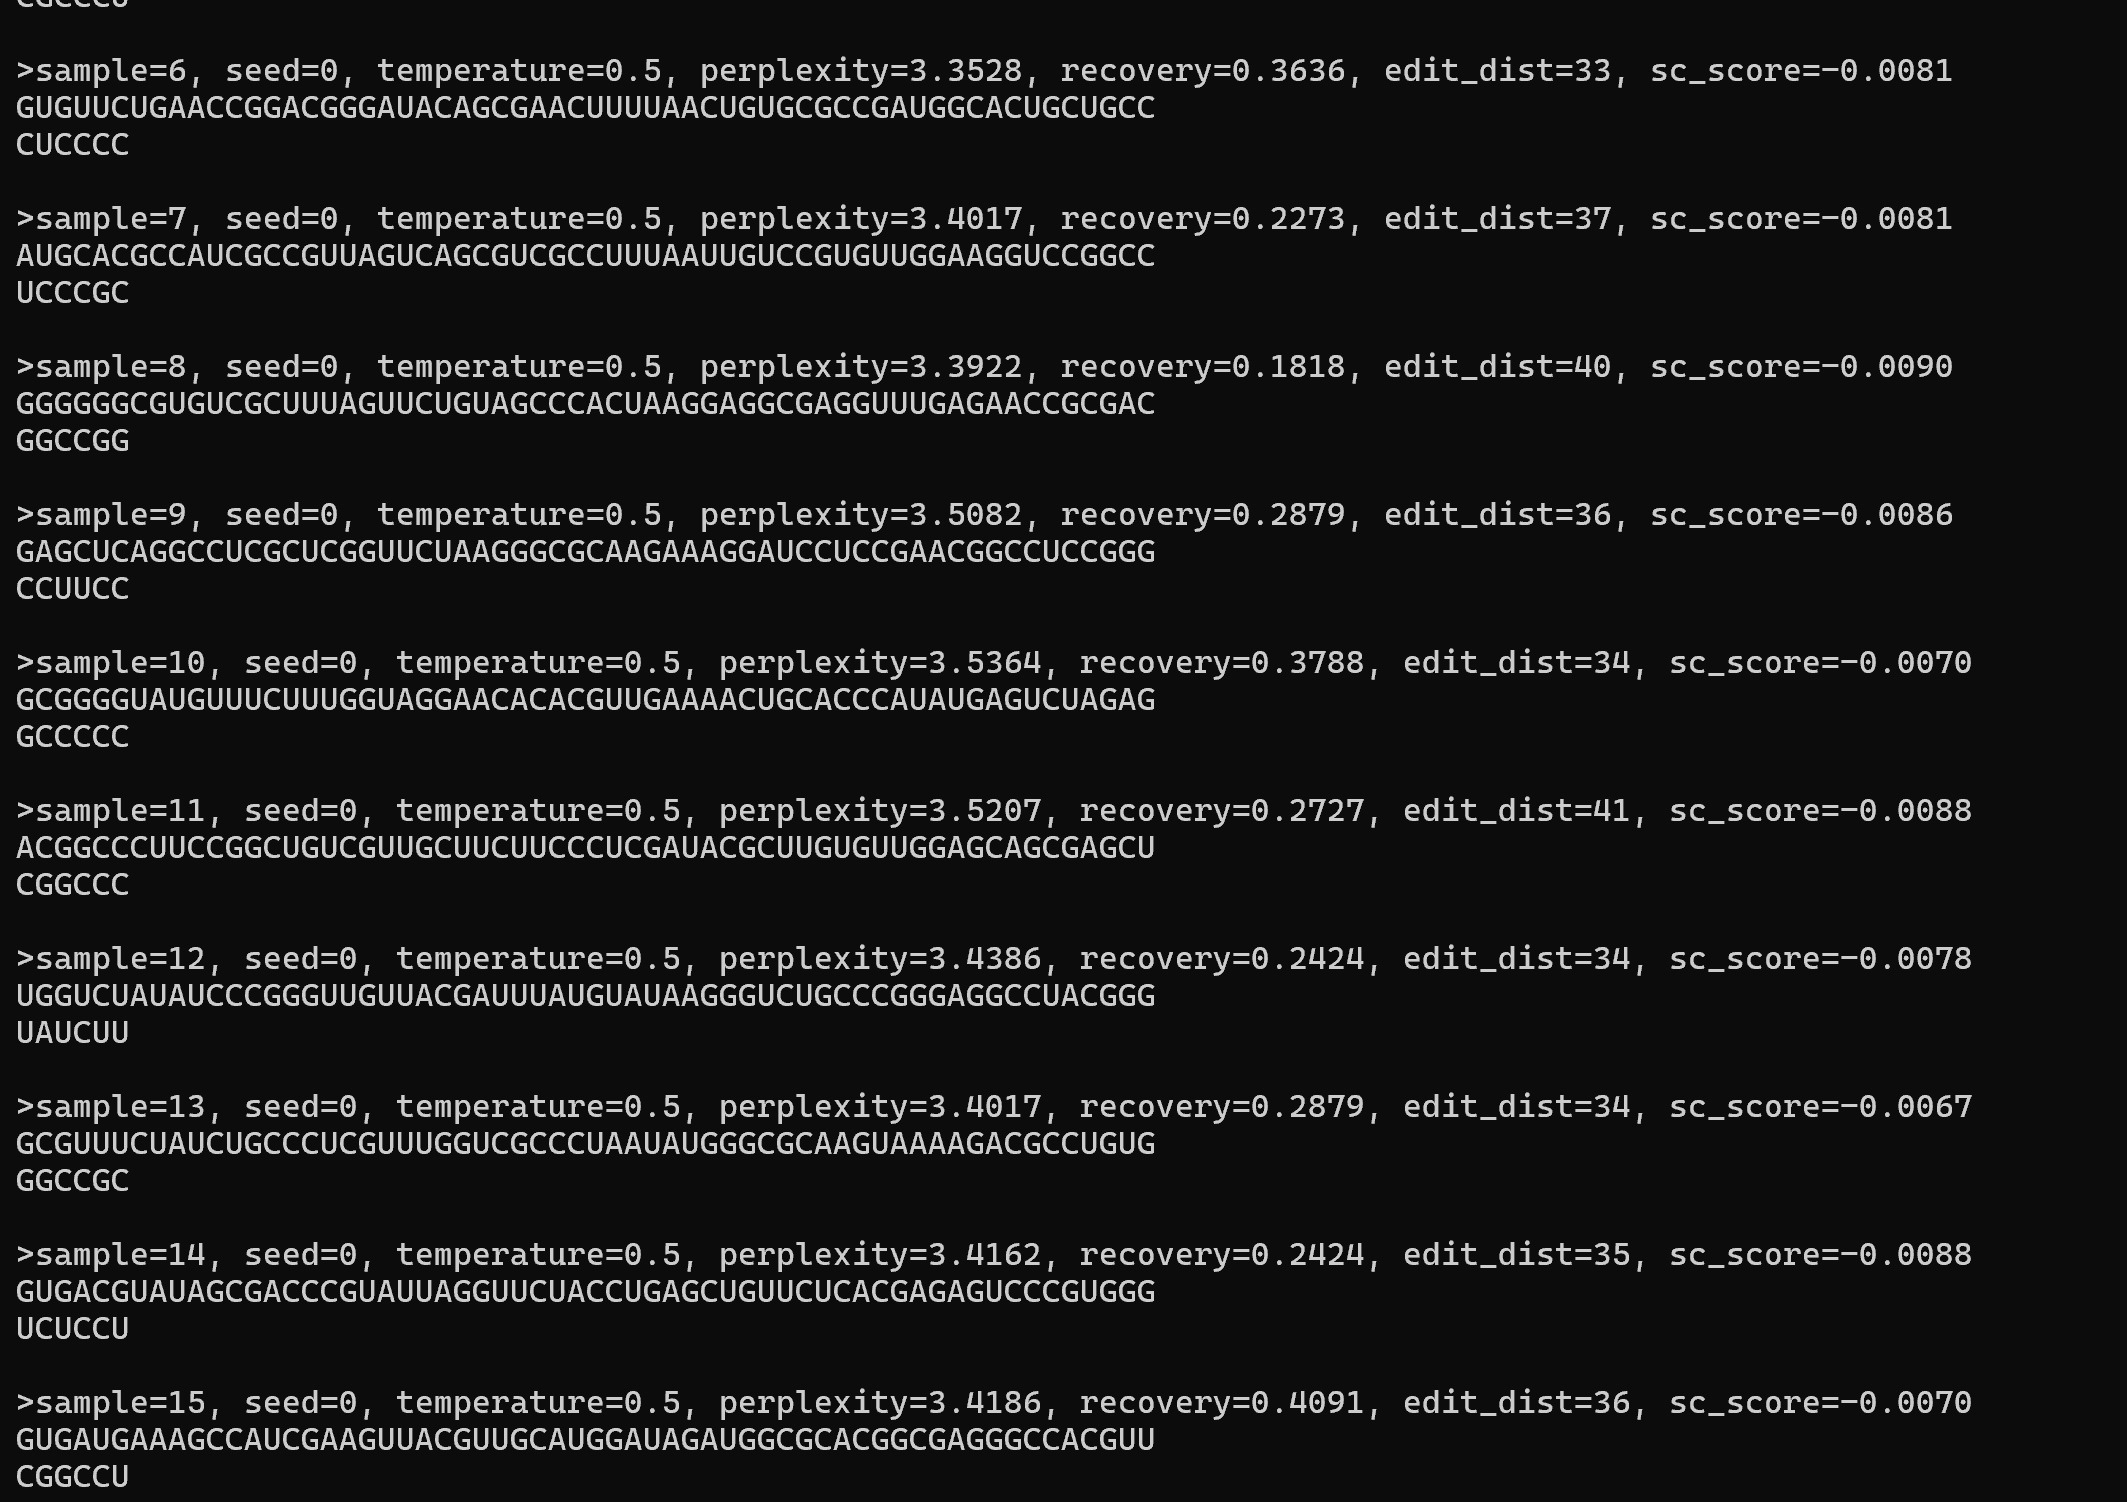 CGCCCU
>sample=6, seed=0, temperature=0.5, perplexity=3.3528, recovery=0.3636, edit_dist=33, sc_score=-0.0081
GUGUUCUGAACCGGACGGGAUACAGCGAACUUUUAACUGUGCGCCGAUGGCACUGCUGCC
CUCCCC
>sample=7, seed=0, temperature=0.5, perplexity=3.4017, recovery=0.2273, edit_dist=37, sc_score=-0.0081
AUGCACGCCAUCGCCGUUAGUCAGCGUCGCCUUUAAUUGUCCGUGUUGGAAGGUCCGGCC
UCCCGC
>sample=8, seed=0, temperature=0.5, perplexity=3.3922, recovery=0.1818, edit_dist=40, sc_score=-0.0090
GGGGGGCGUGUCGCUUUAGUUCUGUAGCCCACUAAGGAGGCGAGGUUUGAGAACCGCGAC
GGCCGG
>sample=9, seed=0, temperature=0.5, perplexity=3.5082, recovery=0.2879, edit_dist=36, sc_score=-0.0086
GAGCUCAGGCCUCGCUCGGUUCUAAGGGCGCAAGAAAGGAUCCUCCGAACGGCCUCCGGG
CCUUCC
>sample=10, seed=0, temperature=0.5, perplexity=3.5364, recovery=0.3788, edit_dist=34, sc_score=-0.0070
GCGGGGUAUGUUUCUUUGGUAGGAACACACGUUGAAAACUGCACCCAUAUGAGUCUAGAG
GCCCCC
>sample=11, seed=0, temperature=0.5, perplexity=3.5207, recovery=0.2727, edit_dist=41, sc_score=-0.0088
ACGGCCCUUCCGGCUGUCGUUGCUUCUUCCCUCGAUACGCUUGUGUUGGAGCAGCGAGCU
CGGCCC
>sample=12, seed=0, temperature=0.5, perplexity=3.4386, recovery=0.2424, edit_dist=34, sc_score=-0.0078
UGGUCUAUAUCCCGGGUUGUUACGAUUUAUGUAUAAGGGUCUGCCCGGGAGGCCUACGGG
UAUCUU
>sample=13, seed=0, temperature=0.5, perplexity=3.4017, recovery=0.2879, edit_dist=34, sc_score=-0.0067
GCGUUUCUAUCUGCCCUCGUUUGGUCGCCCUAAUAUGGGCGCAAGUAAAAGACGCCUGUG
GGCCGC
>sample=14, seed=0, temperature=0.5, perplexity=3.4162, recovery=0.2424, edit_dist=35, sc_score=-0.0088
GUGACGUAUAGCGACCCGUAUUAGGUUCUACCUGAGCUGUUCUCACGAGAGUCCCGUGGG
UCUCCU
>sample=15, seed=0, temperature=0.5, perplexity=3.4186, recovery=0.4091, edit_dist=36, sc_score=-0.0070
GUGAUGAAAGCCAUCGAAGUUACGUUGCAUGGAUAGAUGGCGCACGGCGAGGGCCACGUU
CGGCCU